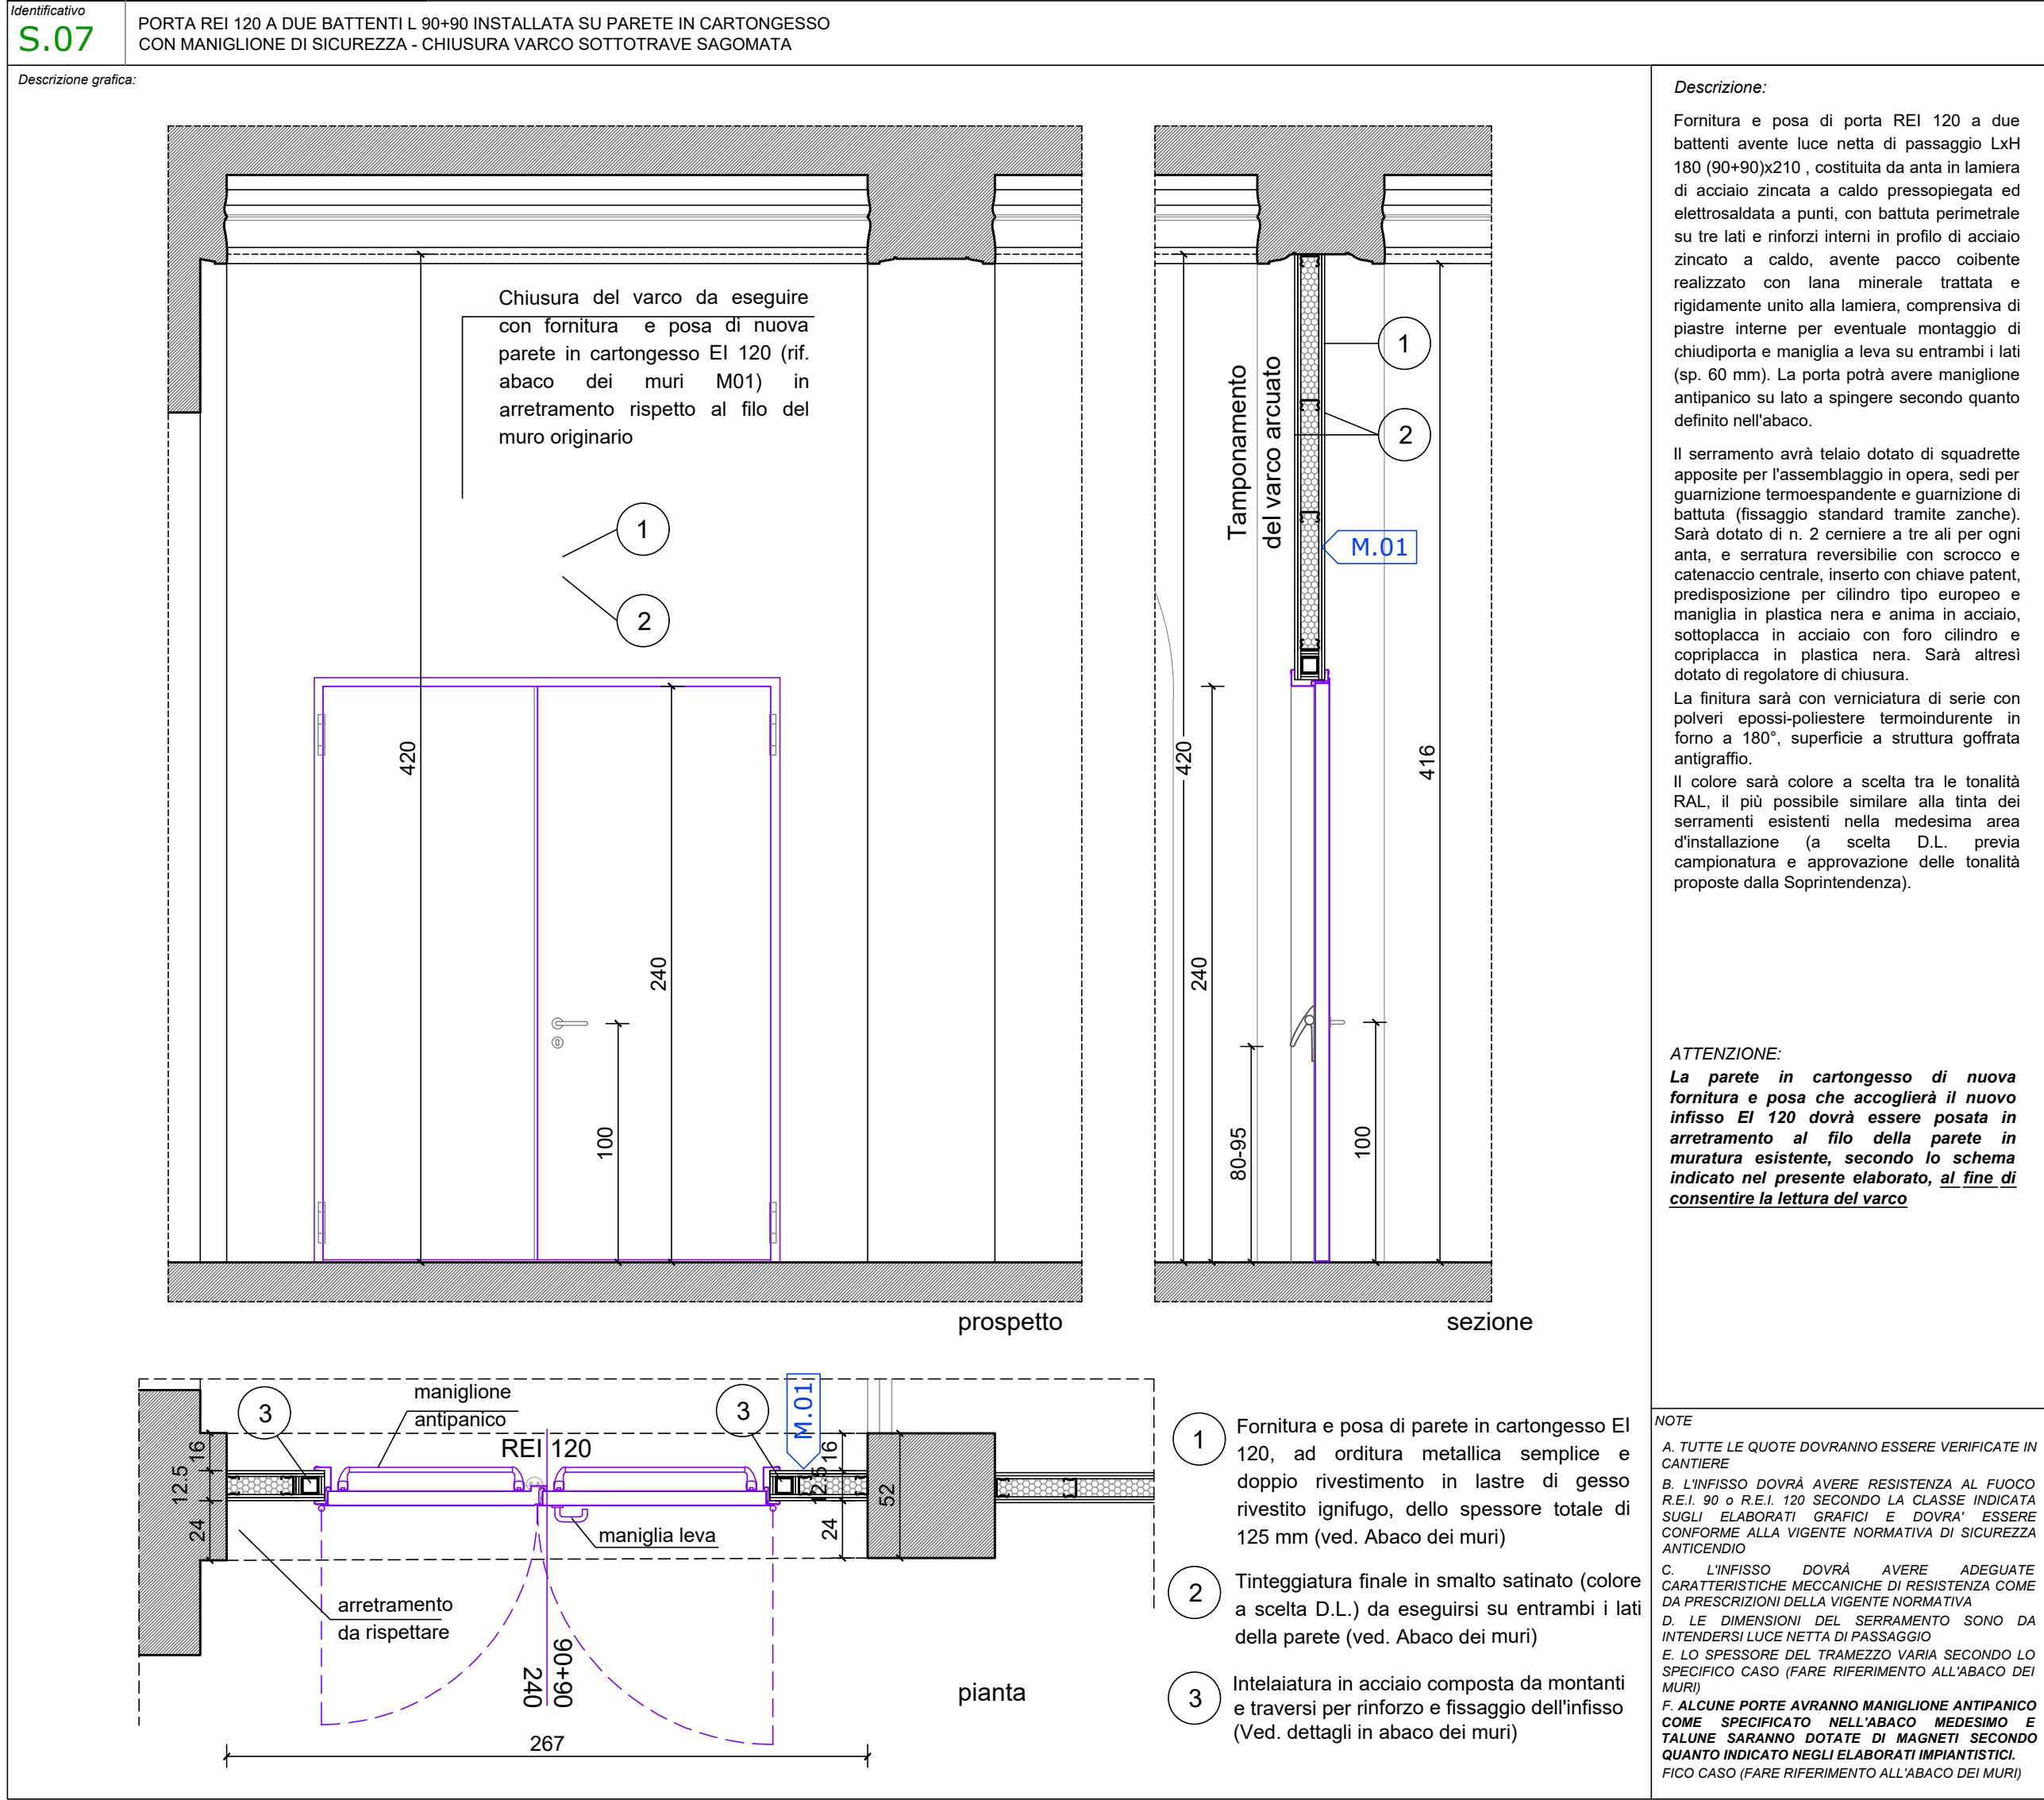 Identificativo
S.07
PORTA REI 120 A DUE BATTENTI L 90+90 INSTALLATA SU PARETE IN CARTONGESSO
CON MANIGLIONE DI SICUREZZA - CHIUSURA VARCO SOTTOTRAVE SAGOMATA
Descrizione grafica:
Chiusura del varco da eseguire
con fornitura e posa di nuova
parete in cartongesso EI 120 (rif.
abaco dei muri M01) in
arretramento rispetto al filo del
muro originario
1
2
420
240
100
prospetto
Tamponamento
del varco arcuato
1
2
M.01
420
240
80-95
100
416
sezione
3
maniglione
antipanico
REI 120
3
M.01
16
12.5
24
16
12.5
24
52
maniglia leva
arretramento
da rispettare
90+90
240
267
pianta
1
Fornitura e posa di parete in cartongesso EI
120, ad orditura metallica semplice e
doppio rivestimento in lastre di gesso
rivestito ignifugo, dello spessore totale di
125 mm (ved. Abaco dei muri)
2
Tinteggiatura finale in smalto satinato (colore
a scelta D.L.) da eseguirsi su entrambi i lati
della parete (ved. Abaco dei muri)
3
Intelaiatura in acciaio composta da montanti
e traversi per rinforzo e fissaggio dell'infisso
(Ved. dettagli in abaco dei muri)
Descrizione:
Fornitura e posa di porta REI 120 a due
battenti avente luce netta di passaggio LxH
180 (90+90)x210 , costituita da anta in lamiera
di acciaio zincata a caldo pressopiegata ed
elettrosaldata a punti, con battuta perimetrale
su tre lati e rinforzi interni in profilo di acciaio
zincato a caldo, avente pacco coibente
realizzato con lana minerale trattata e
rigidamente unito alla lamiera, comprensiva di
piastre interne per eventuale montaggio di
chiudiporta e maniglia a leva su entrambi i lati
(sp. 60 mm). La porta potrà avere maniglione
antipanico su lato a spingere secondo quanto
definito nell'abaco.
Il serramento avrà telaio dotato di squadrette
apposite per l'assemblaggio in opera, sedi per
guarnizione termoespandente e guarnizione di
battuta (fissaggio standard tramite zanche).
Sarà dotato di n. 2 cerniere a tre ali per ogni
anta, e serratura reversibilie con scrocco e
catenaccio centrale, inserto con chiave patent,
predisposizione per cilindro tipo europeo e
maniglia in plastica nera e anima in acciaio,
sottoplacca in acciaio con foro cilindro e
copriplacca in plastica nera. Sarà altresì
dotato di regolatore di chiusura.
La finitura sarà con verniciatura di serie con
polveri epossi-poliestere termoindurente in
forno a 180°, superficie a struttura goffrata
antigraffio.
Il colore sarà colore a scelta tra le tonalità
RAL, il più possibile similare alla tinta dei
serramenti esistenti nella medesima area
d'installazione (a scelta D.L. previa
campionatura e approvazione delle tonalità
proposte dalla Soprintendenza).
ATTENZIONE:
La parete in cartongesso di nuova
fornitura e posa che accoglierà il nuovo
infisso EI 120 dovrà essere posata in
arretramento al filo della parete in
muratura esistente, secondo lo schema
indicato nel presente elaborato, al fine di
consentire la lettura del varco
NOTE
A. TUTTE LE QUOTE DOVRANNO ESSERE VERIFICATE IN
CANTIERE
B. L'INFISSO DOVRÀ AVERE RESISTENZA AL FUOCO
R.E.I. 90 o R.E.I. 120 SECONDO LA CLASSE INDICATA
SUGLI ELABORATI GRAFICI E DOVRA' ESSERE
CONFORME ALLA VIGENTE NORMATIVA DI SICUREZZA
ANTICENDIO
C. L'INFISSO DOVRÀ AVERE ADEGUATE
CARATTERISTICHE MECCANICHE DI RESISTENZA COME
DA PRESCRIZIONI DELLA VIGENTE NORMATIVA
D. LE DIMENSIONI DEL SERRAMENTO SONO DA
INTENDERSI LUCE NETTA DI PASSAGGIO
E. LO SPESSORE DEL TRAMEZZO VARIA SECONDO LO
SPECIFICO CASO (FARE RIFERIMENTO ALL'ABACO DEI
MURI)
F. ALCUNE PORTE AVRANNO MANIGLIONE ANTIPANICO
COME SPECIFICATO NELL'ABACO MEDESIMO E
TALUNE SARANNO DOTATE DI MAGNETI SECONDO
QUANTO INDICATO NEGLI ELABORATI IMPIANTISTICI.
FICO CASO (FARE RIFERIMENTO ALL'ABACO DEI MURI)